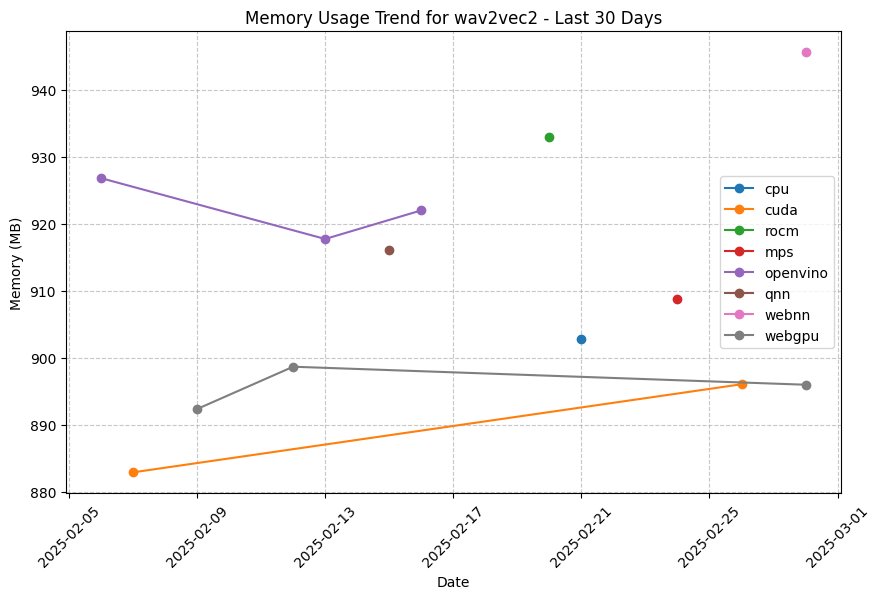 Memory Usage Trend for wav2vec2 - Last 30 Days
Memory (MB)
940
930
920
910
900
890
880
cpu
cuda
rocm
mps
openvino
qnn
webnn
webgpu
2025-02-05
2025-02-09
2025-02-13
2025-02-17
2025-02-21
2025-02-25
2025-03-01
Date